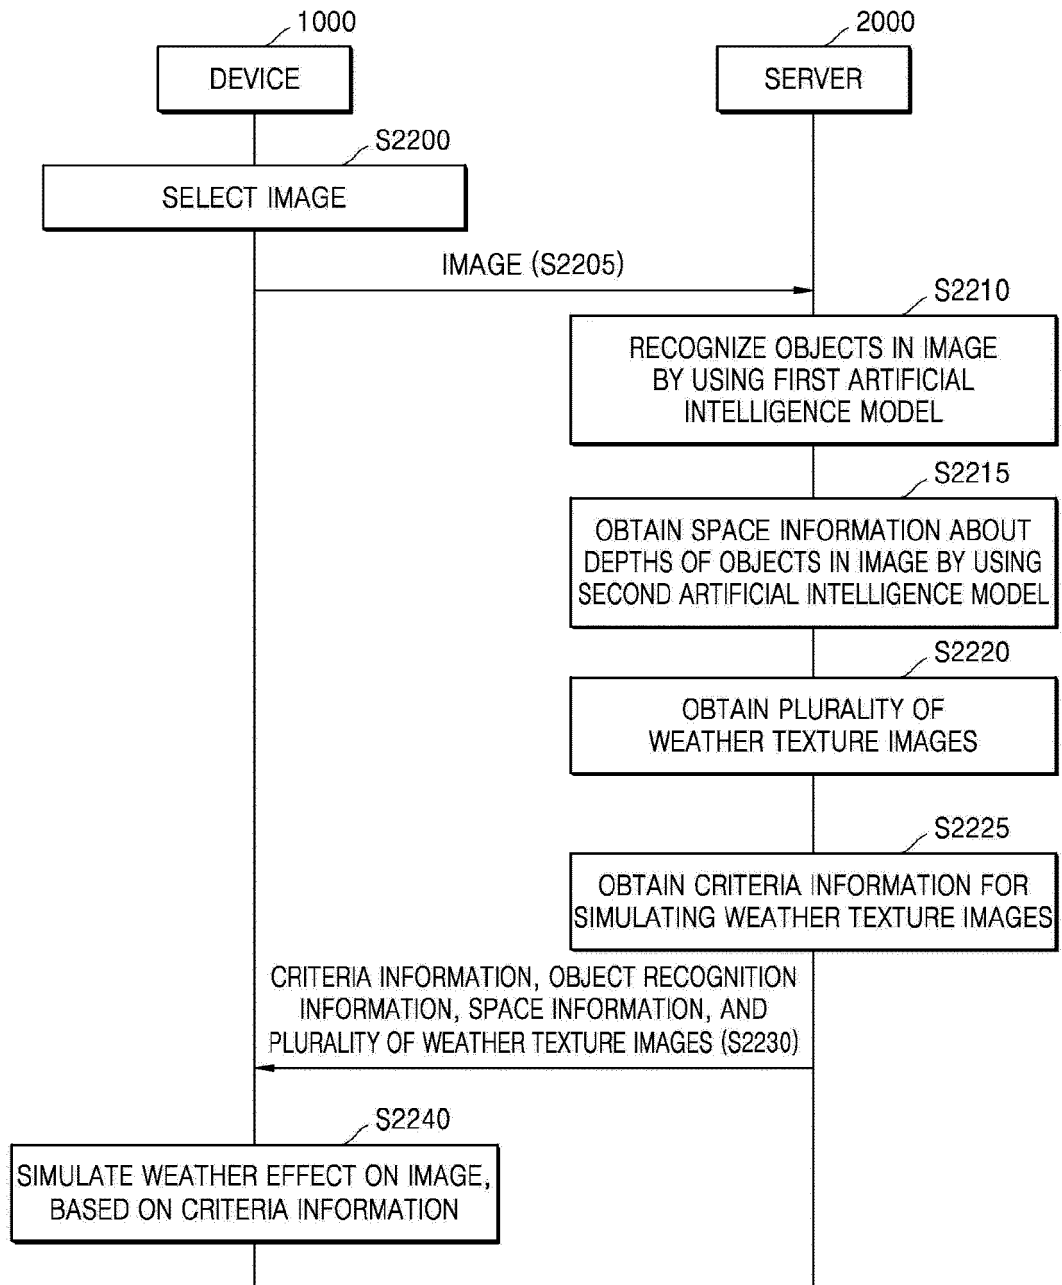 1000
2000
DEVICE
SERVER
S2200
SELECT IMAGE
IMAGE (S2205)
S2210
RECOGNIZE OBJECTS IN IMAGE
BY USING FIRST ARTIFICIAL
INTELLIGENCE MODEL
S2215
OBTAIN SPACE INFORMATION ABOUT
DEPTHS OF OBJECTS IN IMAGE BY USING
SECOND ARTIFICIAL INTELLIGENCE MODEL
S2220
OBTAIN PLURALITY OF
WEATHER TEXTURE IMAGES
S2225
OBTAIN CRITERIA INFORMATION FOR
SIMULATING WEATHER TEXTURE IMAGES
CRITERIA INFORMATION, OBJECT RECOGNITION
INFORMATION, SPACE INFORMATION, AND
PLURALITY OF WEATHER TEXTURE IMAGES (S2230)
S2240
SIMULATE WEATHER EFFECT ON IMAGE,
BASED ON CRITERIA INFORMATION